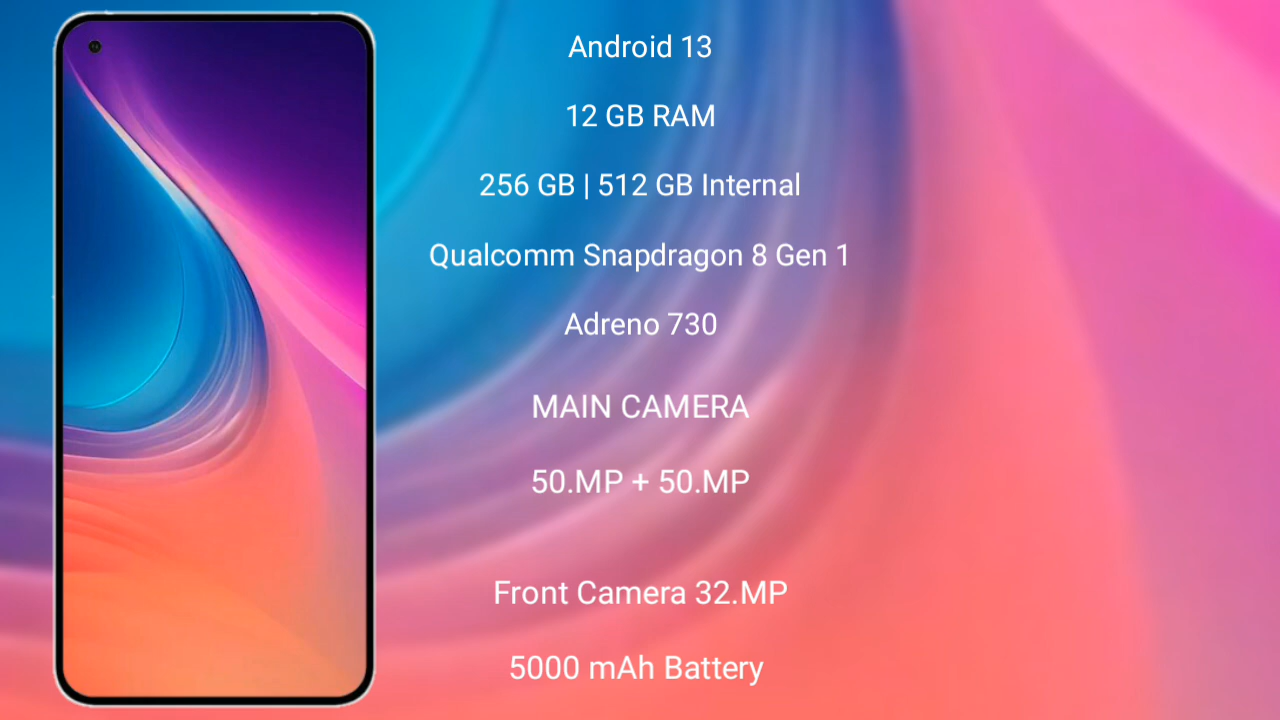 Android 13
12 GB RAM
256 GB | 512 GB Internal
Qualcomm Snapdragon 8 Gen 1
Adreno 730
MAIN CAMERA
50.MP + 50.MP
Front Camera 32.MP
5000 mAh Battery